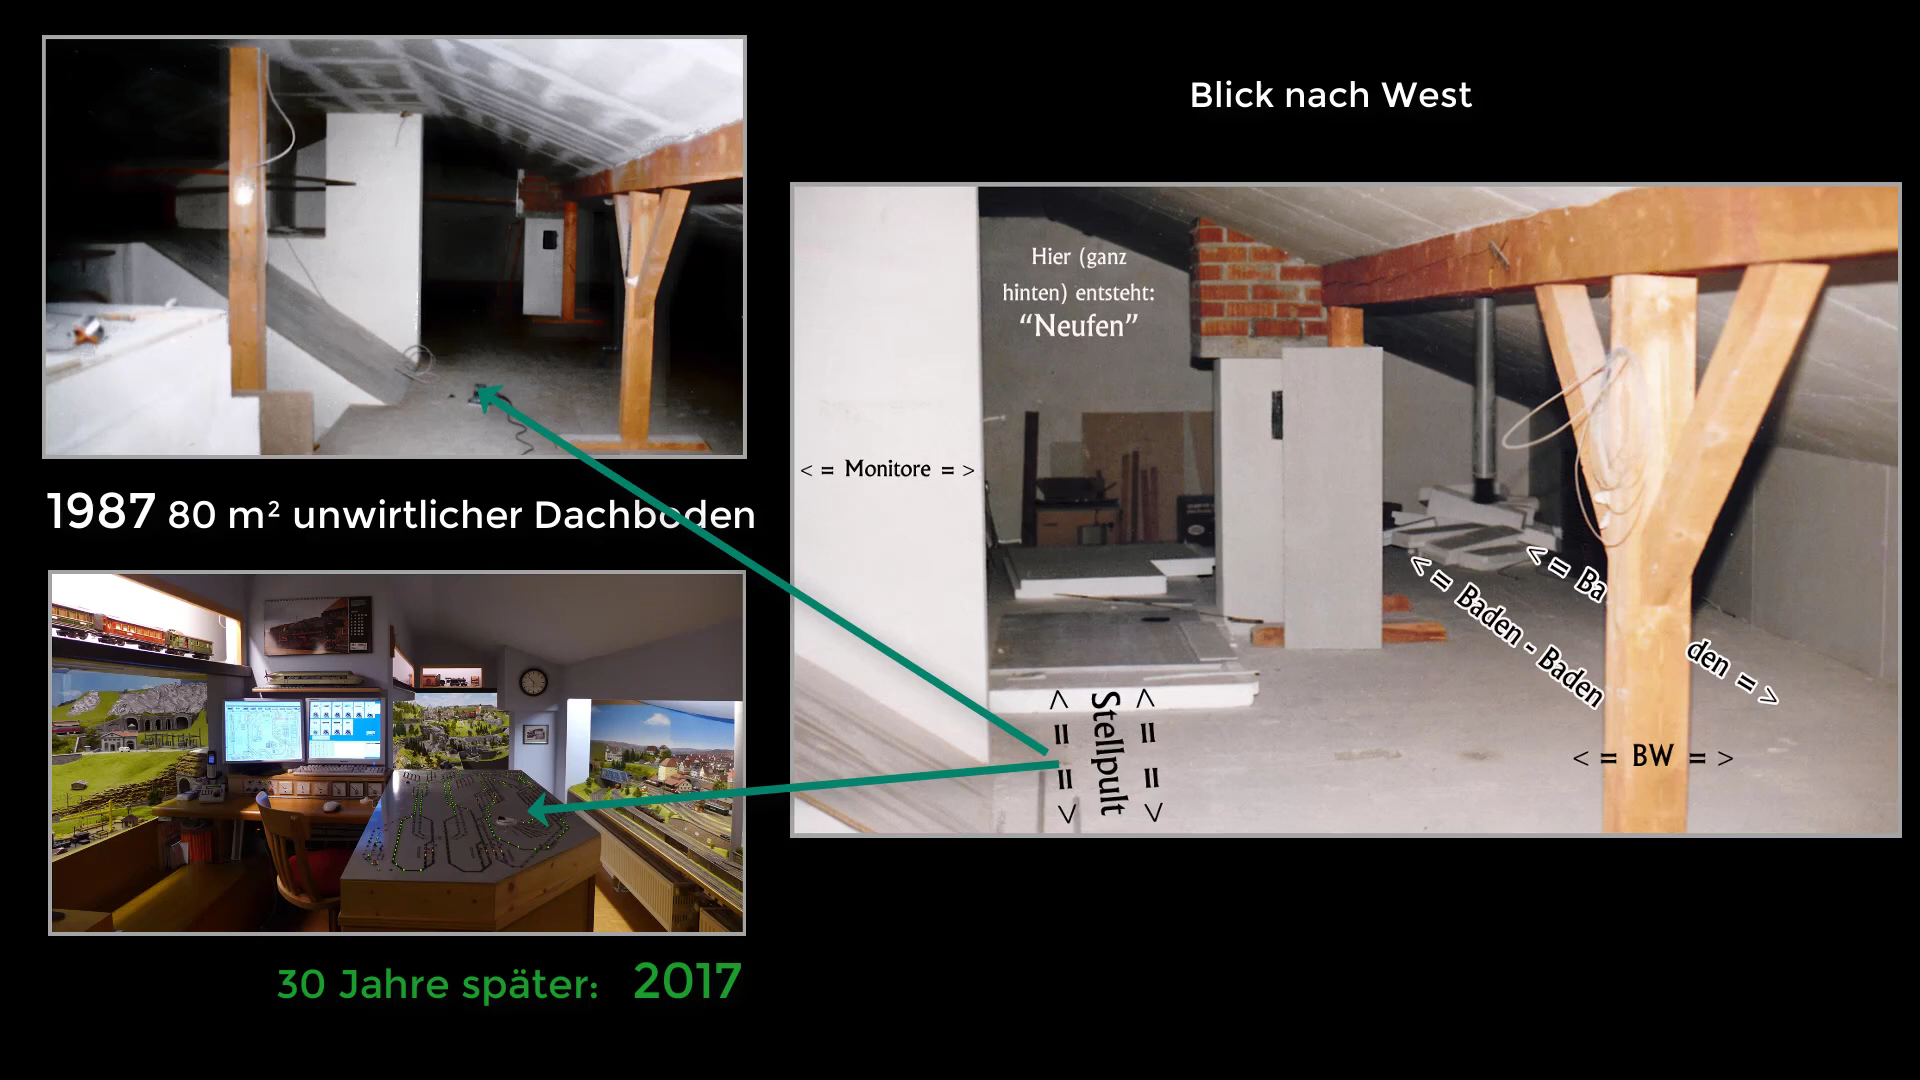 Blick nach West
Hier (ganz
hinten) entsteht:
“Neufen”
< = Monitore = >
< = Ba
den = >
< = Baden - Baden
< = BW = >
< = Stellpult = >
< = = >
1987 80 m² unwirtlicher Dachboden
30 Jahre später: 2017